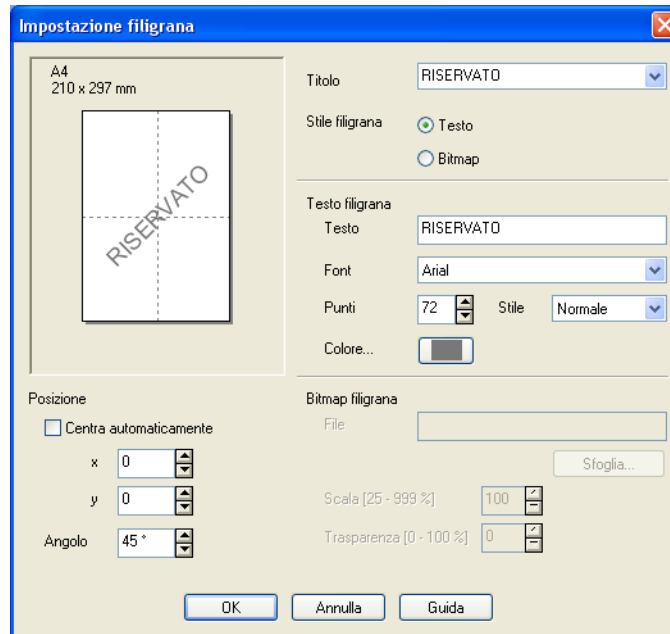 Impostazione filigrana
A4
210 x 297 mm
RISERVATO
Titolo RISERVATO
Stile filigrana Testo
Bitmap
Testo filigrana
Testo RISERVATO
Font Arial
Punti 72 Stile Normale
Colore...
Posizione
Centra automaticamente
x 0
y 0
Angolo 45 °
Bitmap filigrana
File
Sfoglia...
Scala [25 - 999 %] 100
Trasparenza [0 - 100 %] 0
OK Annulla Guida